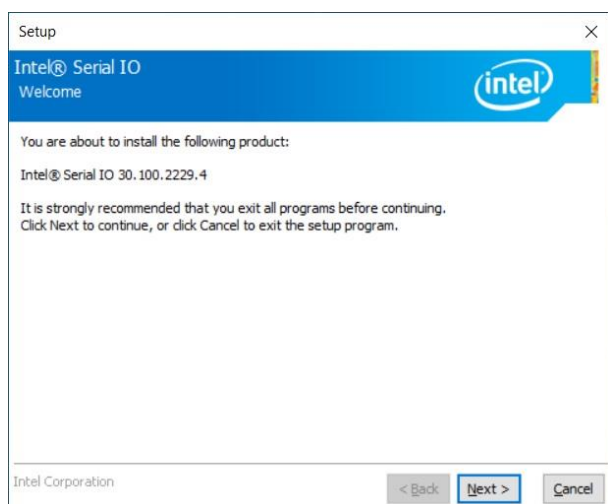 Setup
Intel® Serial IO
Welcome
intel
You are about to install the following product:
Intel® Serial IO 30.100.2229.4
It is strongly recommended that you exit all programs before continuing.
Click Next to continue, or click Cancel to exit the setup program.
Intel Corporation
< Back Next > Cancel